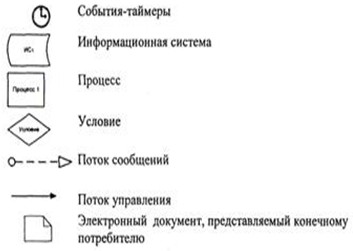 События-таймеры
ИС1
Информационная система
Процесс 1
Процесс
Условие
Условие
Поток сообщений
Поток управления
Электронный документ, представляемый конечному
потребителю